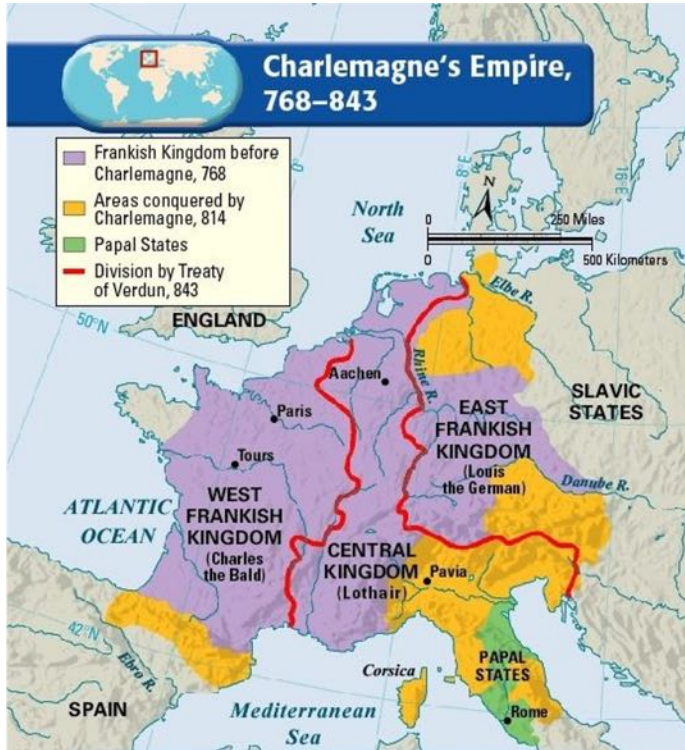 Charlemagne's Empire,
768–843
Frankish Kingdom before
Charlemagne, 768
Areas conquered by
Charlemagne, 814
Papal States
Division by Treaty
of Verdun, 843
0°
8°E
16°E
N
North
Sea
0
250 Miles
0
500 Kilometers
50°N
ENGLAND
Elbe R.
Rhine R.
Aachen
SLAVIC
STATES
Paris
EAST
FRANKISH
KINGDOM
(Louis
the German)
Tours
Danube R.
ATLANTIC
OCEAN
WEST
FRANKISH
KINGDOM
(Charles
the Bald)
CENTRAL
KINGDOM
(Lothair)
Pavia
42°N
Ebro R.
Corsica
PAPAL
STATES
SPAIN
Mediterranean
Sea
Rome